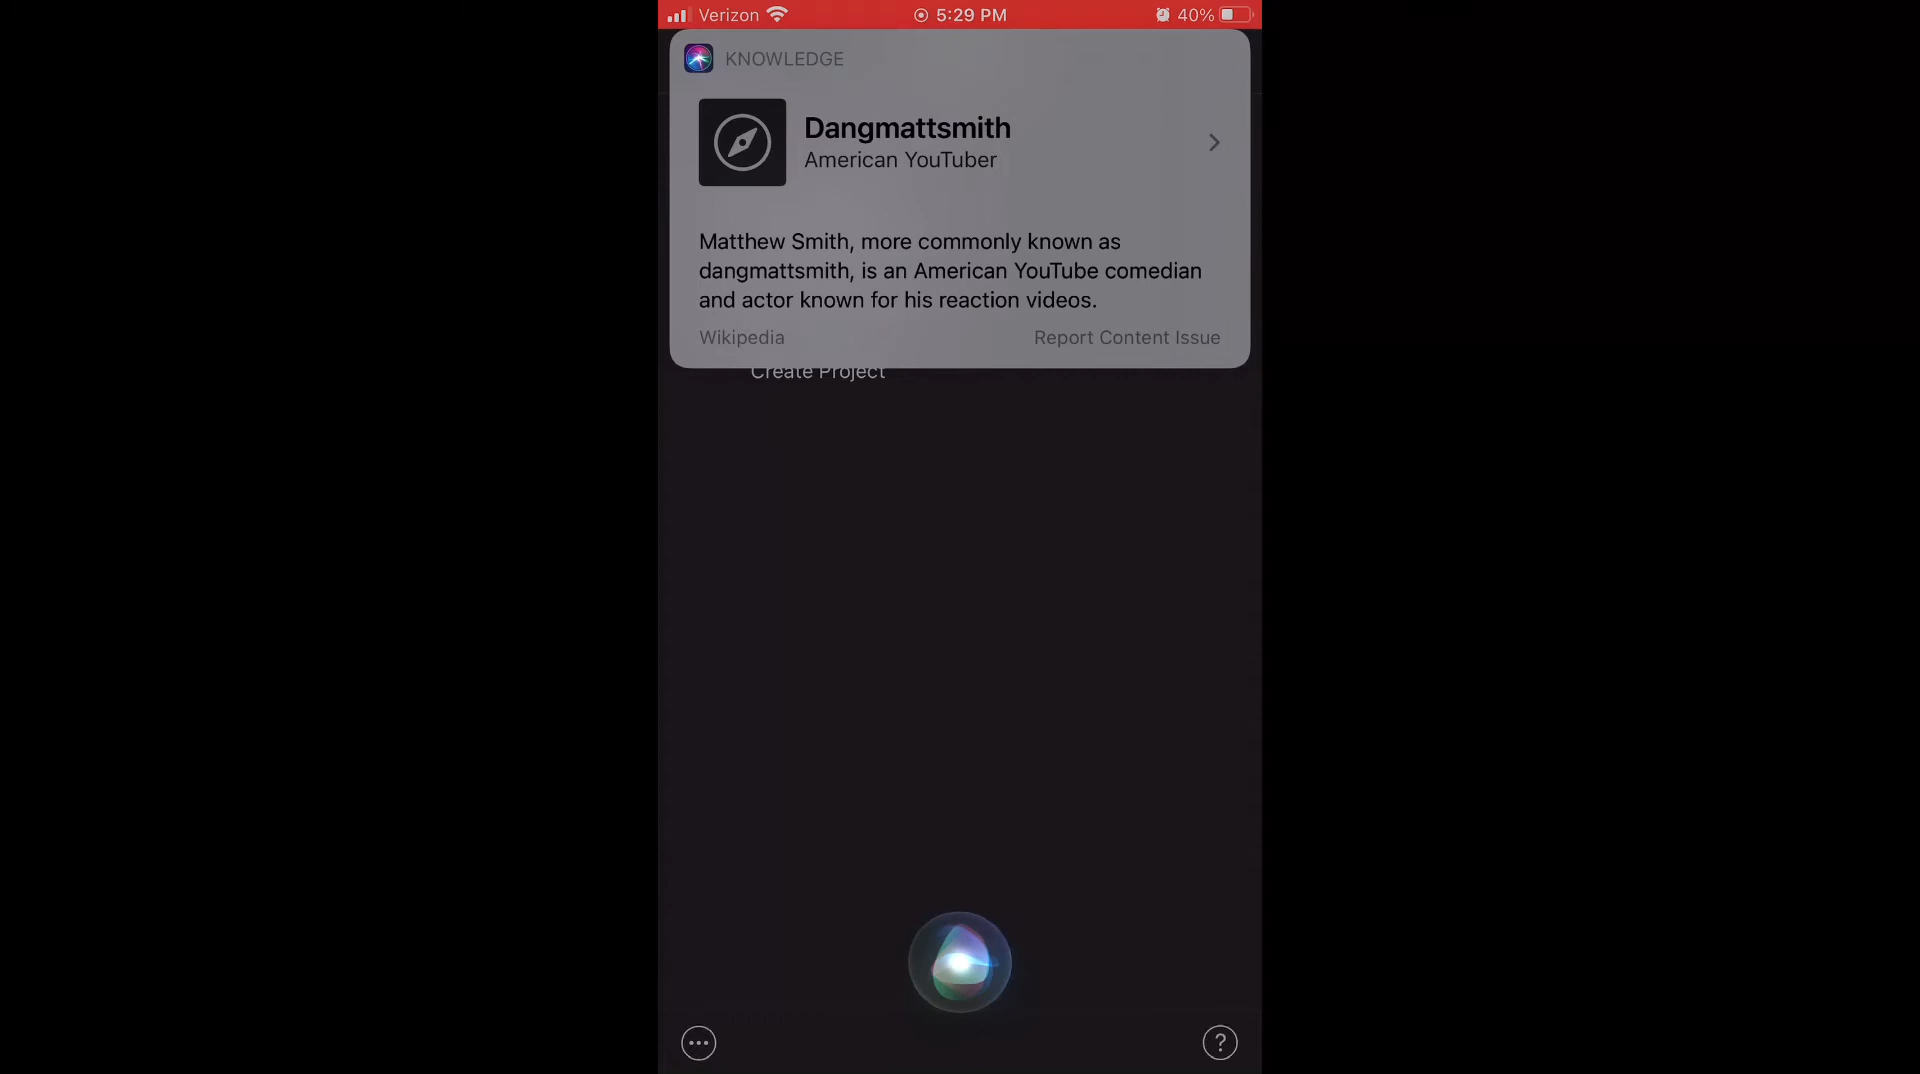 Verizon 5:29 PM 40%
KNOWLEDGE
Dangmattsmith
American YouTuber
Matthew Smith, more commonly known as
dangmattsmith, is an American YouTube comedian
and actor known for his reaction videos.
Wikipedia Report Content Issue
Create Project
?